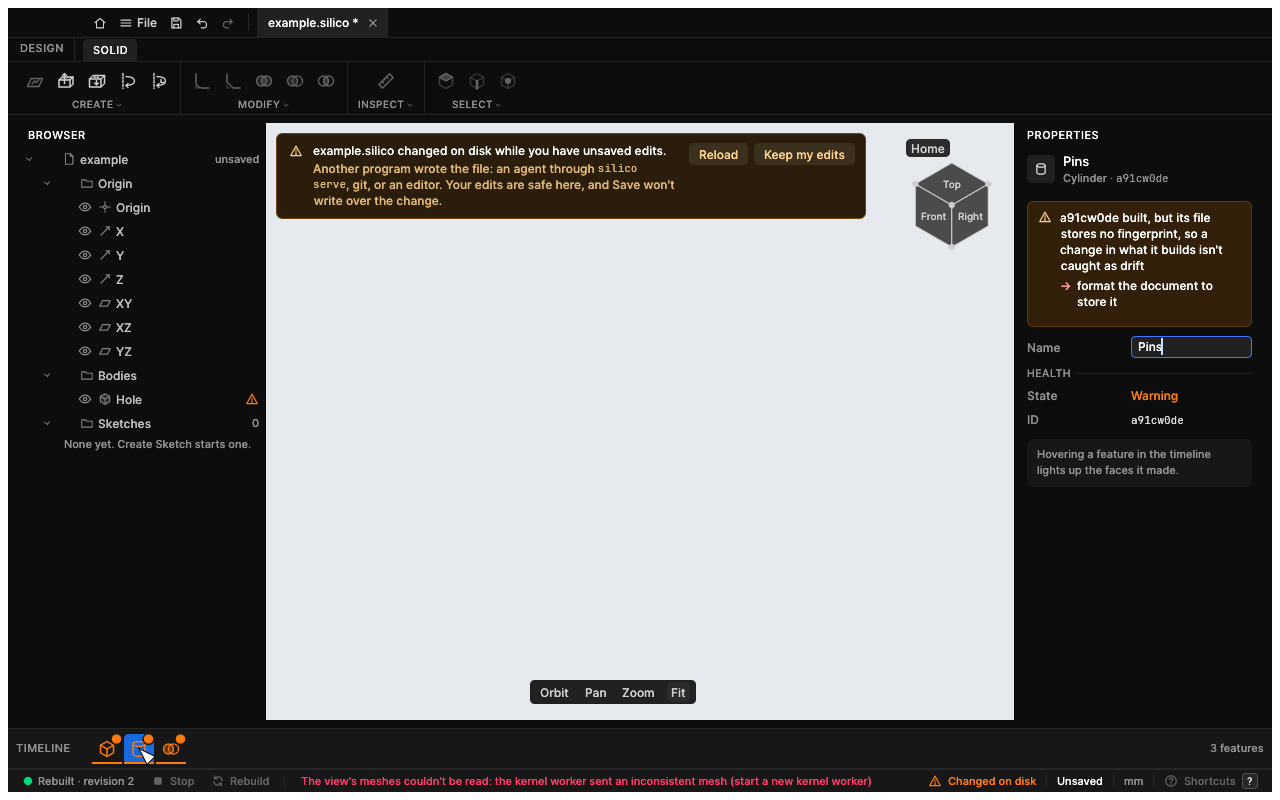 File
example.silico *
DESIGN
SOLID
CREATE
MODIFY
INSPECT
SELECT
BROWSER
example
unsaved
Origin
Origin
X
Y
Z
XY
XZ
YZ
Bodies
Hole
Sketches
0
None yet. Create Sketch starts one.
example.silico changed on disk while you have unsaved edits.
Another program wrote the file: an agent through silico
serve, git, or an editor. Your edits are safe here, and Save won't
write over the change.
Reload
Keep my edits
Home
Top
Front
Right
Orbit
Pan
Zoom
Fit
PROPERTIES
Pins
Cylinder · a91cw0de
a91cw0de built, but its file
stores no fingerprint, so a
change in what it builds isn't
caught as drift
→ format the document to
store it
Name
Pins
HEALTH
State
Warning
ID
a91cw0de
Hovering a feature in the timeline
lights up the faces it made.
TIMELINE
3 features
Rebuilt · revision 2
Stop
Rebuild
The view's meshes couldn't be read: the kernel worker sent an inconsistent mesh (start a new kernel worker)
Changed on disk
Unsaved
mm
Shortcuts
?